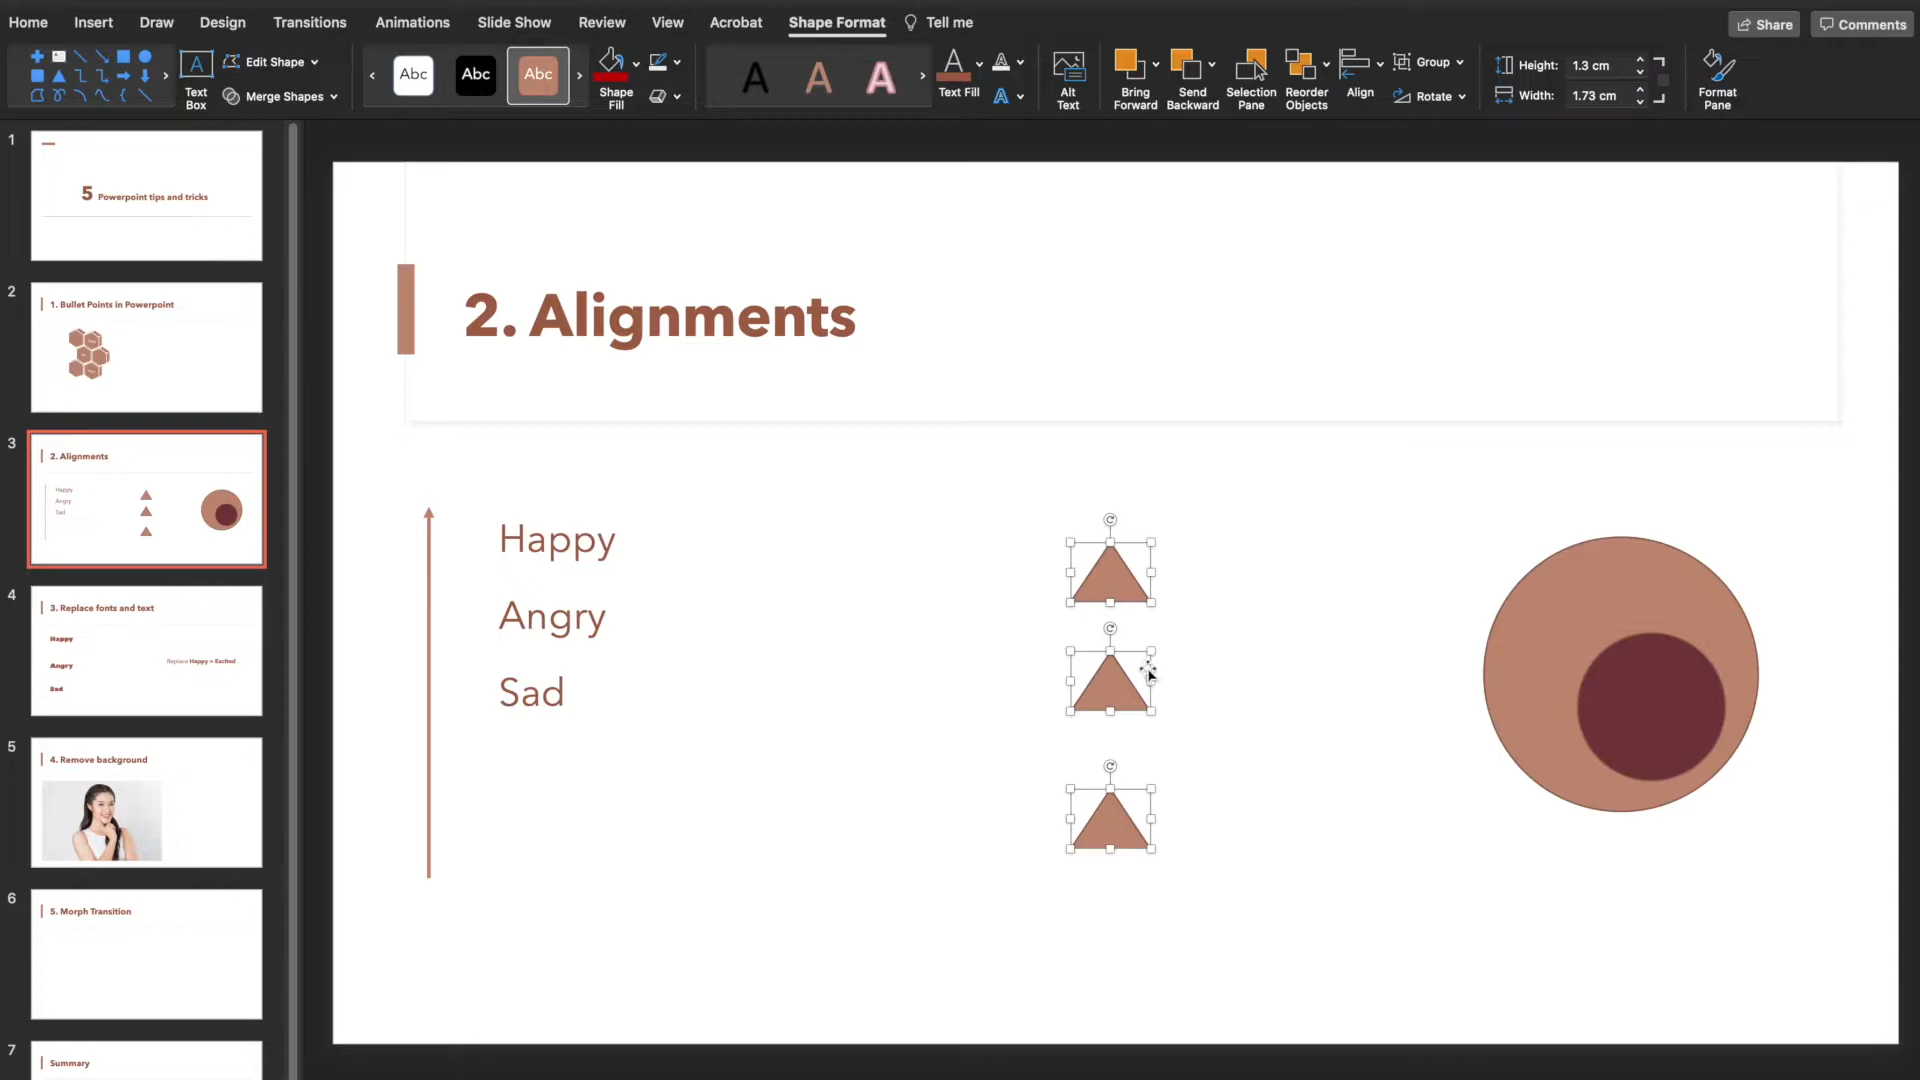 Home Insert Draw Design Transitions Animations Slide Show Review View Acrobat Shape Format Tell me Share Comments
A Text Box
Edit Shape
Merge Shapes
Abc Abc Abc
Shape Fill
A A A
A Text Fill
A
A
Alt Text
Bring Forward
Send Backward
Selection Pane
Reorder Objects
Align
Group
Rotate
Height: 1.3 cm
Width: 1.73 cm
Format Pane
1
5 Powerpoint tips and tricks
2
1. Bullet Points in Powerpoint
3
2. Alignments
Happy
Angry
Sad
4
3. Replace fonts and text
Happy
Angry
Sad
Replace Happy = Excited
5
4. Remove background
6
5. Morph Transition
7
Summary
2. Alignments
Happy
Angry
Sad